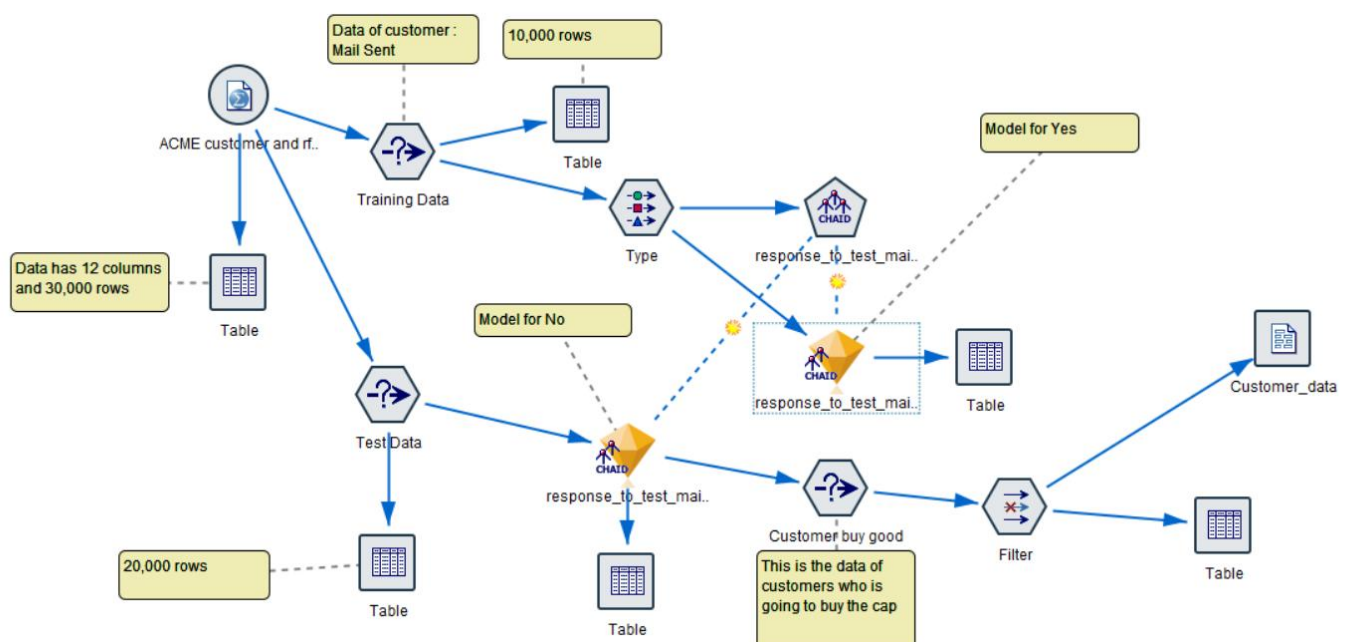 Data of customer :
Mail Sent
10,000 rows
ACME customer and rf..
Training Data
Table
Model for Yes
Type
CHAID
response_to_test_mai..
Data has 12 columns
and 30,000 rows
Table
Model for No
CHAID
response_to_test_mai..
Table
Customer_data
Test Data
CHAID
response_to_test_mai..
Customer buy good
Filter
Table
20,000 rows
Table
Table
This is the data of
customers who is
going to buy the cap